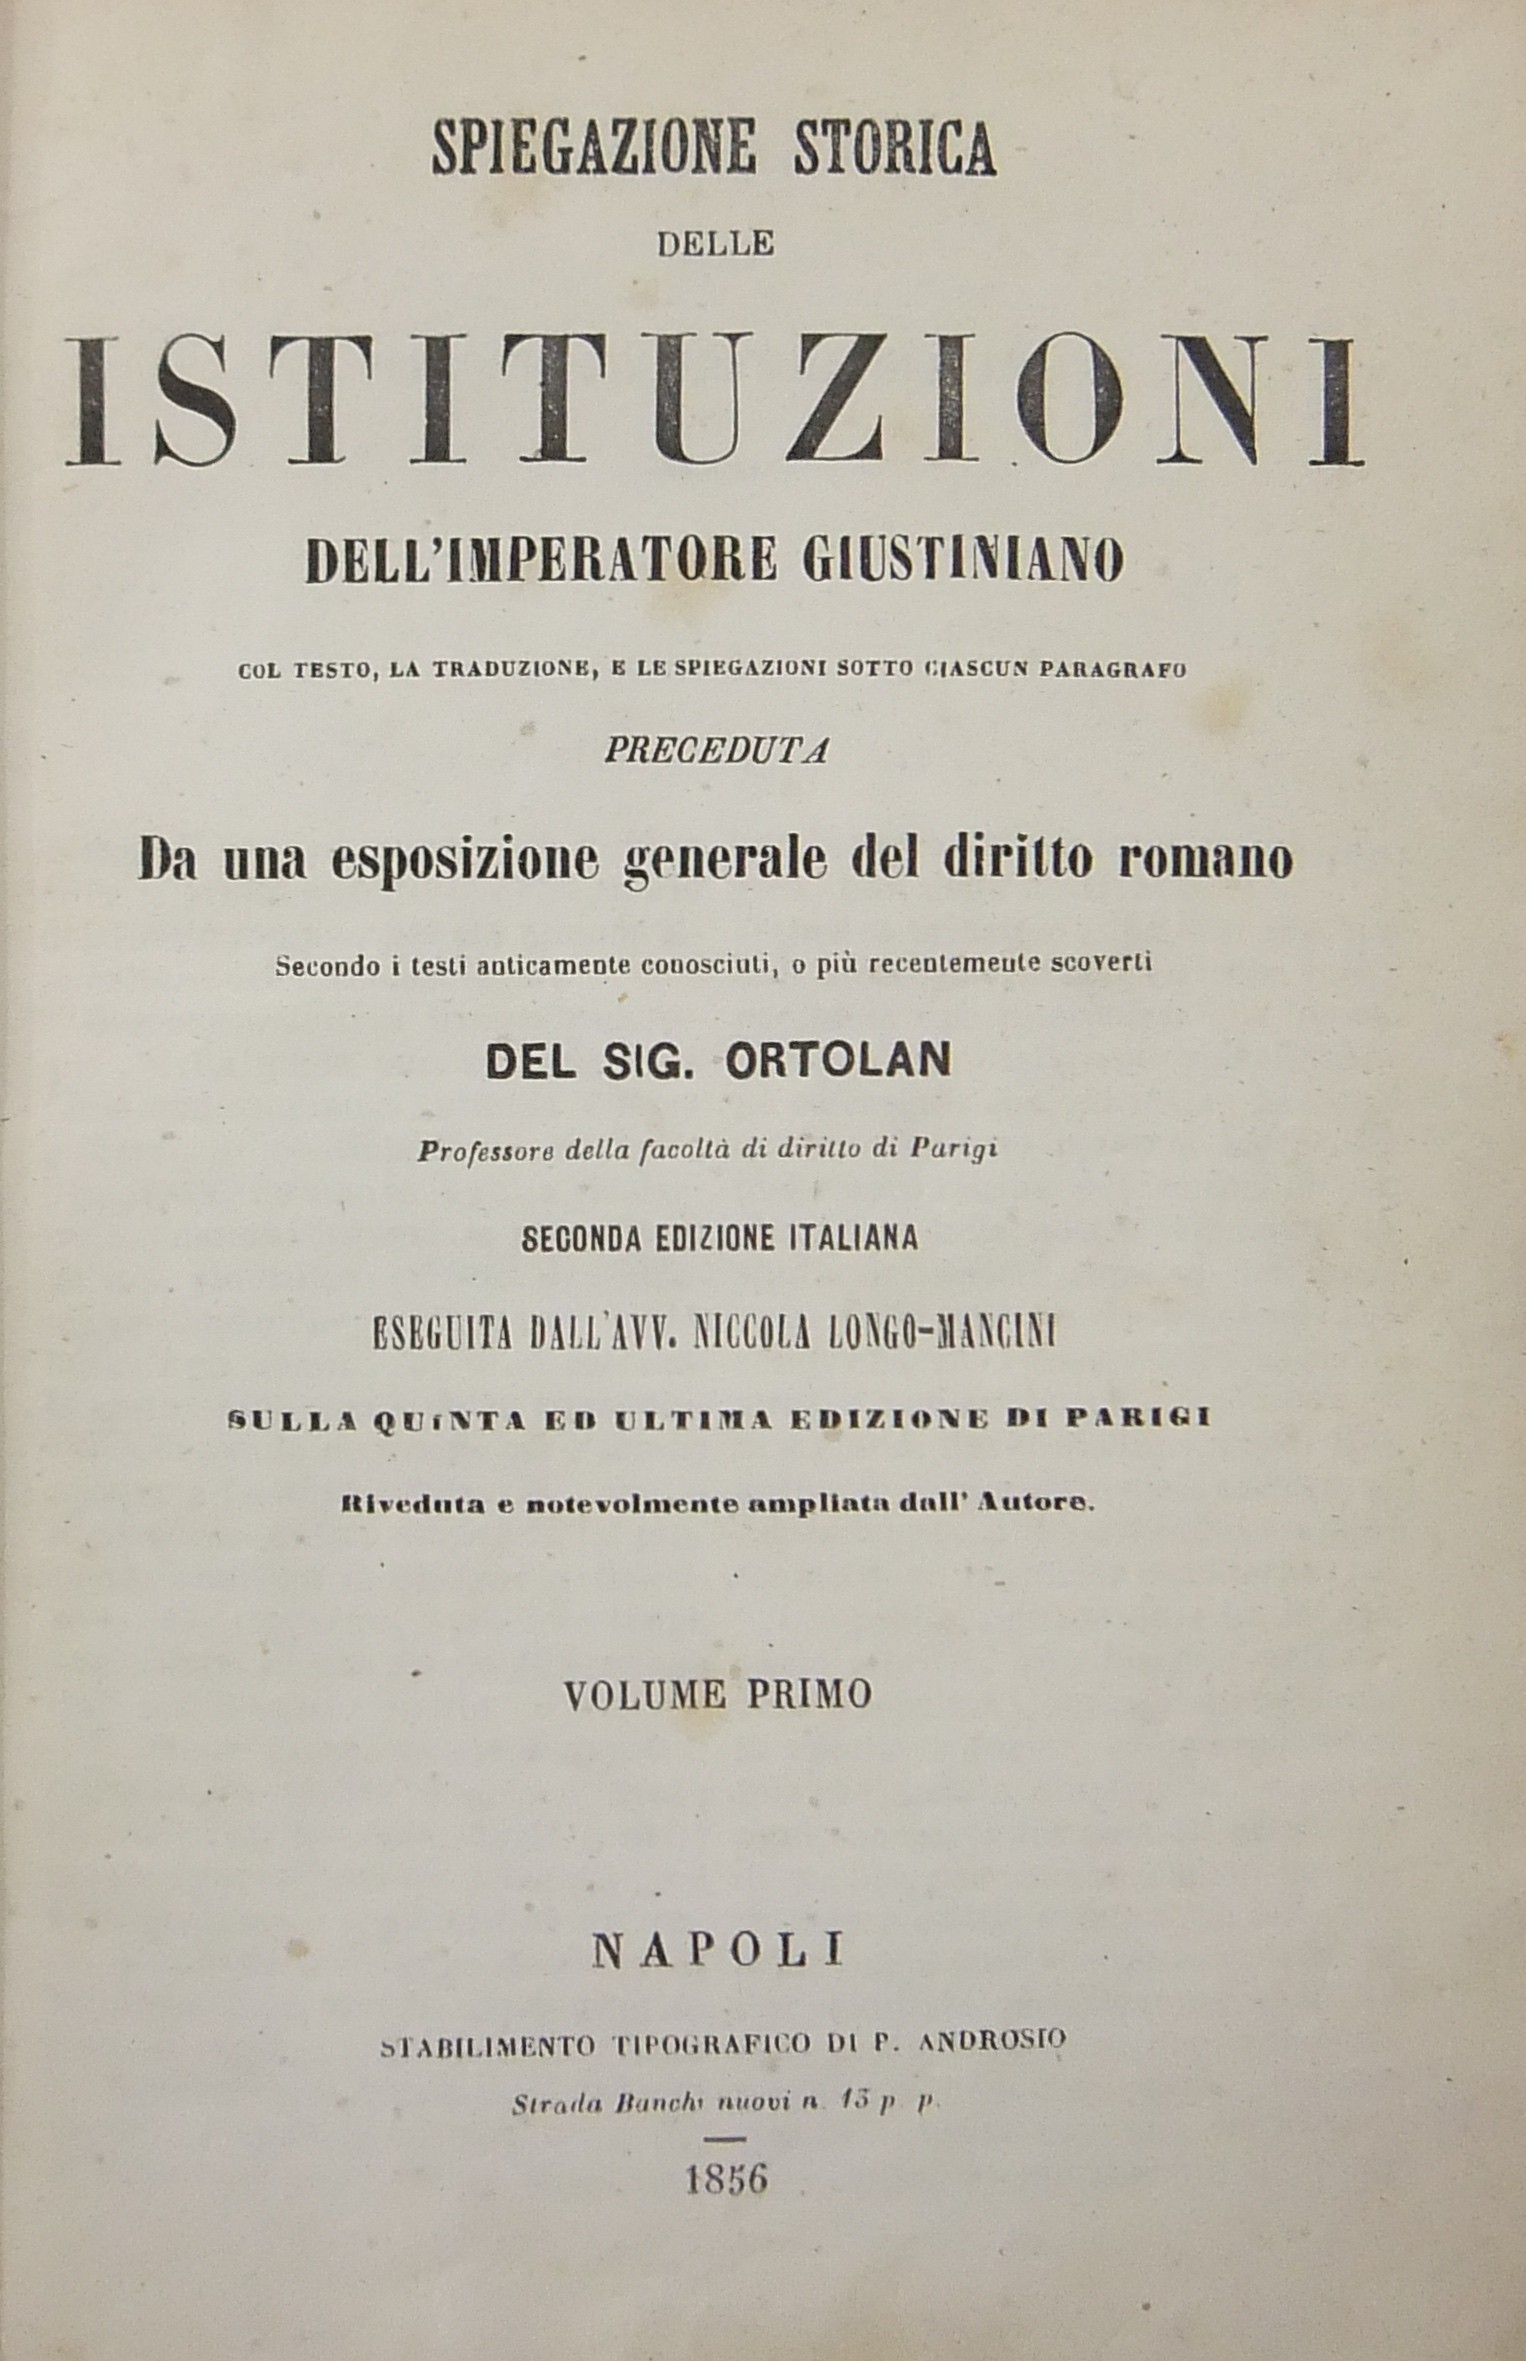 SPIEGAZIONE STORICA
DELLE
ISTITUZIONI
DELL'IMPERATORE GIUSTINIANO
COL TESTO, LA TRADUZIONE, E LE SPIEGAZIONI SOTTO CIASCUN PARAGRAFO
PRECEDUTA
Da una esposizione generale del diritto romano
Secondo i testi anticamente conosciuti, o più recentemente scoverti
DEL SIG. ORTOLAN
Professore della facoltà di diritto di Parigi
SECONDA EDIZIONE ITALIANA
ESEGUITA DALL'AVV. NICCOLA LONGO-MANCINI
SULLA QUINTA ED ULTIMA EDIZIONE DI PARIGI
Riveduta e notevolmente ampliata dall' Autore.
VOLUME PRIMO
NAPOLI
STABILIMENTO TIPOGRAFICO DI P. ANDROSIO
Strada Banchi nuovi n. 13 p. p.
1856